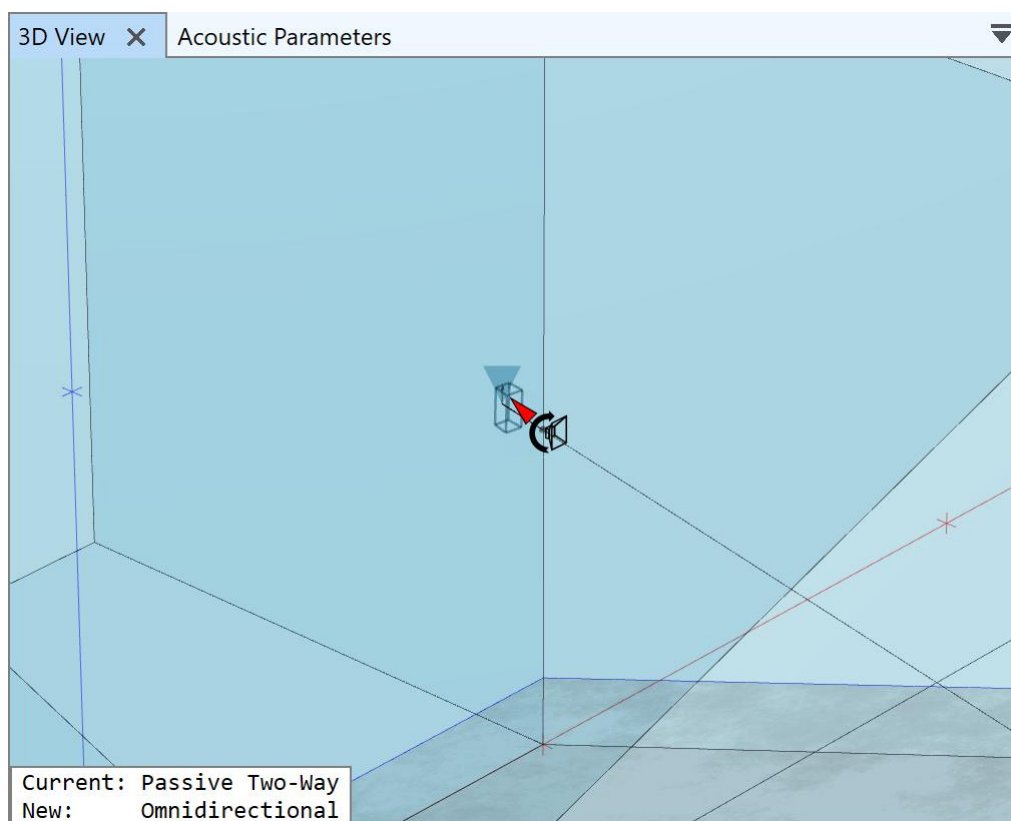 3D View Acoustic Parameters
Current: Passive Two-Way
New: Omnidirectional